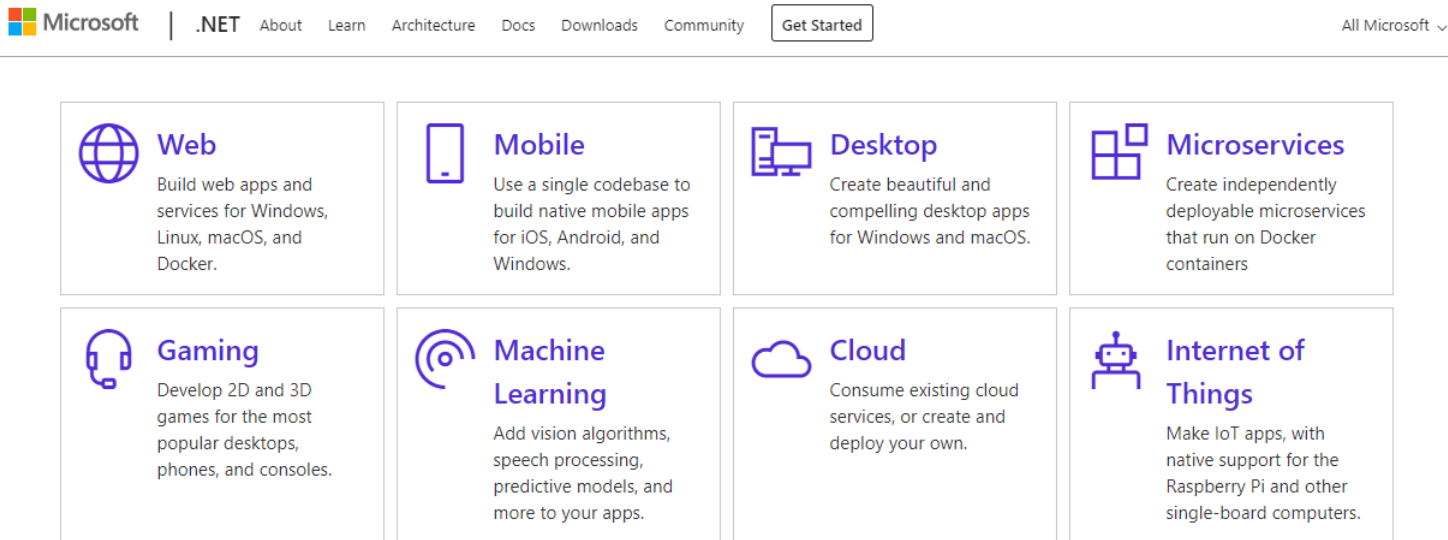 Microsoft | .NET About Learn Architecture Docs Downloads Community Get Started All Microsoft
Web
Build web apps and
services for Windows,
Linux, macOS, and
Docker.
Mobile
Use a single codebase to
build native mobile apps
for iOS, Android, and
Windows.
Desktop
Create beautiful and
compelling desktop apps
for Windows and macOS.
Microservices
Create independently
deployable microservices
that run on Docker
containers
Gaming
Develop 2D and 3D
games for the most
popular desktops,
phones, and consoles.
Machine
Learning
Add vision algorithms,
speech processing,
predictive models, and
more to your apps.
Cloud
Consume existing cloud
services, or create and
deploy your own.
Internet of
Things
Make IoT apps, with
native support for the
Raspberry Pi and other
single-board computers.